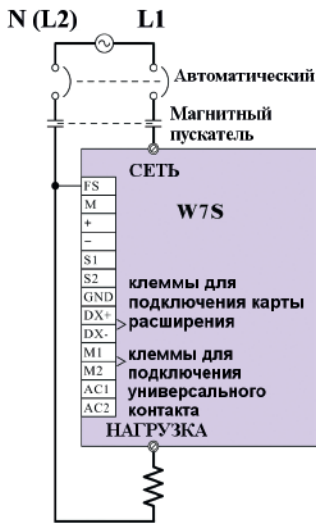 N (L2) L1
Автоматический
Магнитный
пускатель
СЕТЬ
W7S
FS
M
+
−
S1
S2
GND
DX+
DX-
M1
M2
AC1
AC2
клеммы для
подключения карты
расширения
клеммы для
подключения
универсального
контакта
НАГРУЗКА